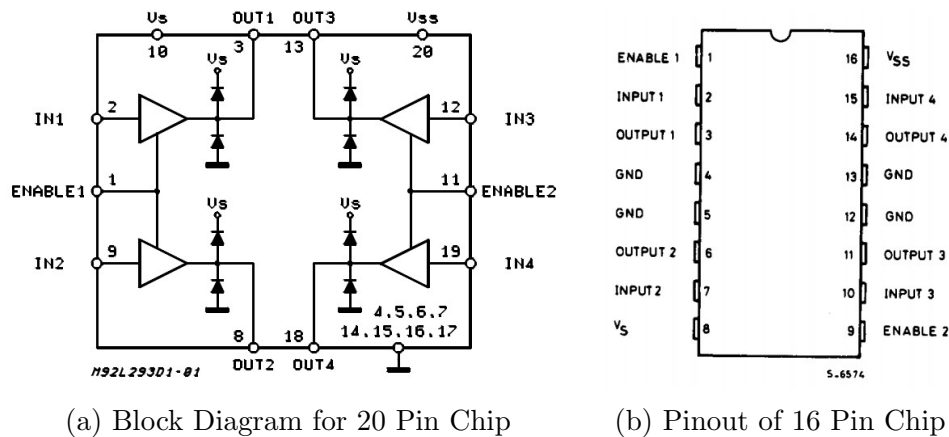 Vs OUT1 OUT3 Vss
10 3 13 20
Vs Vs
IN1 2 12 IN3
ENABLE1 1 11 ENABLE2
Vs Vs
IN2 9 19 IN4
4.5.6.7
14.15.16.17
8 18
OUT2 OUT4
M92L293D1-01
ENABLE 1 1 16 VSS
INPUT 1 2 15 INPUT 4
OUTPUT 1 3 14 OUTPUT 4
GND 4 13 GND
GND 5 12 GND
OUTPUT 2 6 11 OUTPUT 3
INPUT 2 7 10 INPUT 3
VS 8 9 ENABLE 2
S-6574
(a) Block Diagram for 20 Pin Chip
(b) Pinout of 16 Pin Chip